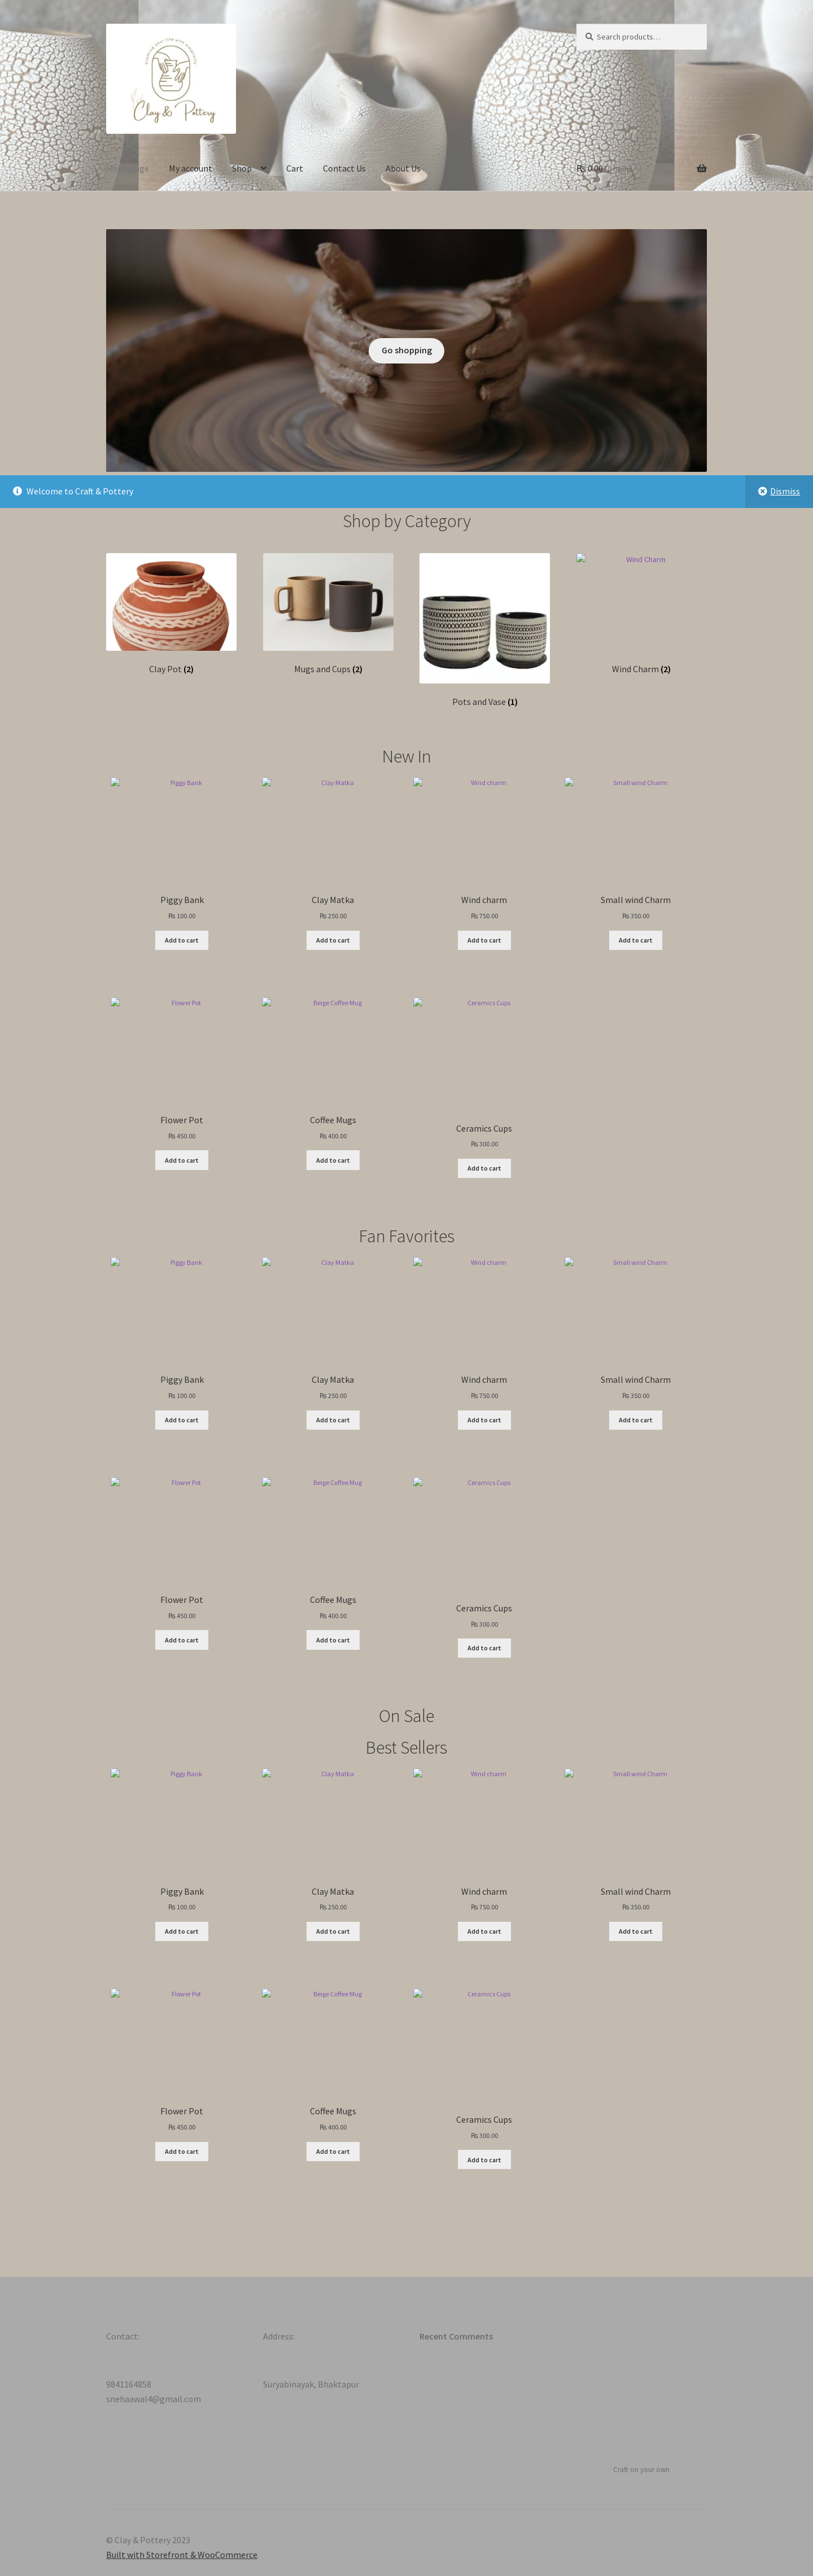 Clay & Pottery
Search products…
My account
Shop
Cart
Contact Us
About Us
₨ 0.00 0 items
Go shopping
Welcome to Craft & Pottery
Dismiss
Shop by Category
Wind Charm
Clay Pot (2)
Mugs and Cups (2)
Wind Charm (2)
Pots and Vase (1)
New In
Piggy Bank
Clay Matka
Wind charm
Small wind Charm
Piggy Bank
Clay Matka
Wind charm
Small wind Charm
₨ 100.00
₨ 250.00
₨ 750.00
₨ 350.00
Add to cart
Add to cart
Add to cart
Add to cart
Flower Pot
Beige Coffee Mug
Ceramics Cups
Flower Pot
Coffee Mugs
Ceramics Cups
₨ 450.00
₨ 400.00
₨ 300.00
Add to cart
Add to cart
Add to cart
Fan Favorites
Piggy Bank
Clay Matka
Wind charm
Small wind Charm
Piggy Bank
Clay Matka
Wind charm
Small wind Charm
₨ 100.00
₨ 250.00
₨ 750.00
₨ 350.00
Add to cart
Add to cart
Add to cart
Add to cart
Flower Pot
Beige Coffee Mug
Ceramics Cups
Flower Pot
Coffee Mugs
Ceramics Cups
₨ 450.00
₨ 400.00
₨ 300.00
Add to cart
Add to cart
Add to cart
On Sale
Best Sellers
Piggy Bank
Clay Matka
Wind charm
Small wind Charm
Piggy Bank
Clay Matka
Wind charm
Small wind Charm
₨ 100.00
₨ 250.00
₨ 750.00
₨ 350.00
Add to cart
Add to cart
Add to cart
Add to cart
Flower Pot
Beige Coffee Mug
Ceramics Cups
Flower Pot
Coffee Mugs
Ceramics Cups
₨ 450.00
₨ 400.00
₨ 300.00
Add to cart
Add to cart
Add to cart
Contact:
9841164858
snehaawal4@gmail.com
Address:
Suryabinayak, Bhaktapur
Recent Comments
Craft on your own
© Clay & Pottery 2023
Built with Storefront & WooCommerce.